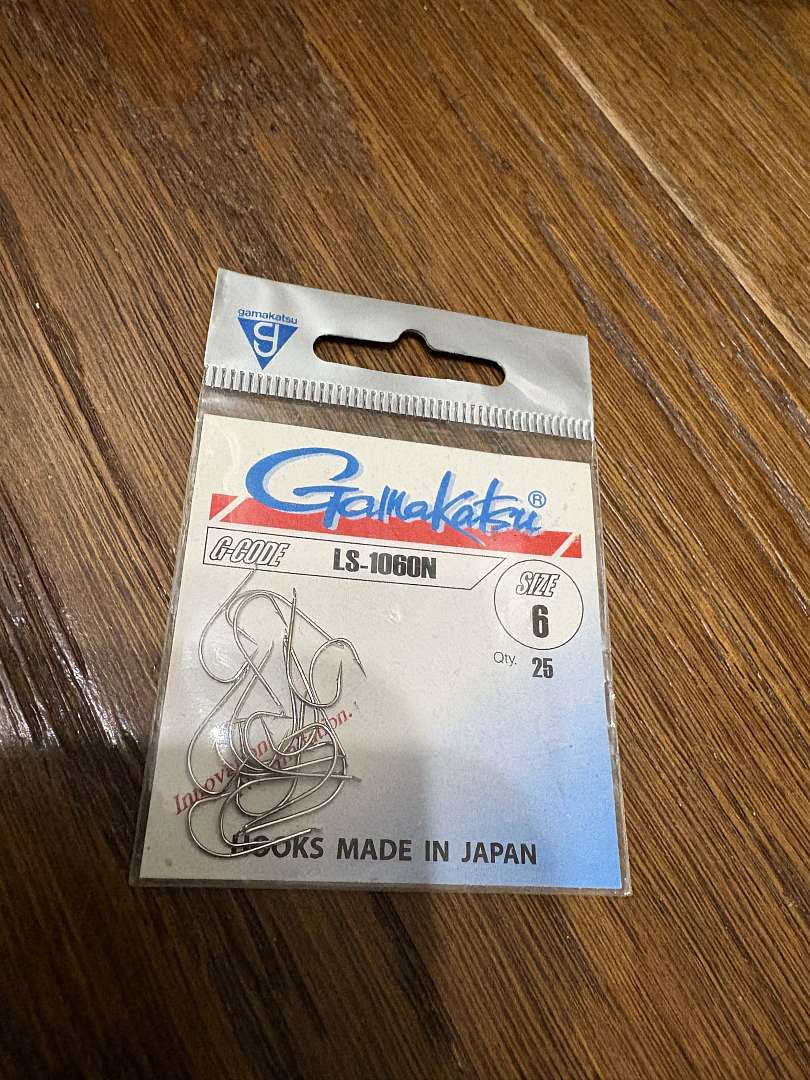 gamakatsu
g
Gamakatsu®
G-CODE LS-1060N
SIZE
6
Qty. 25
HOOKS MADE IN JAPAN